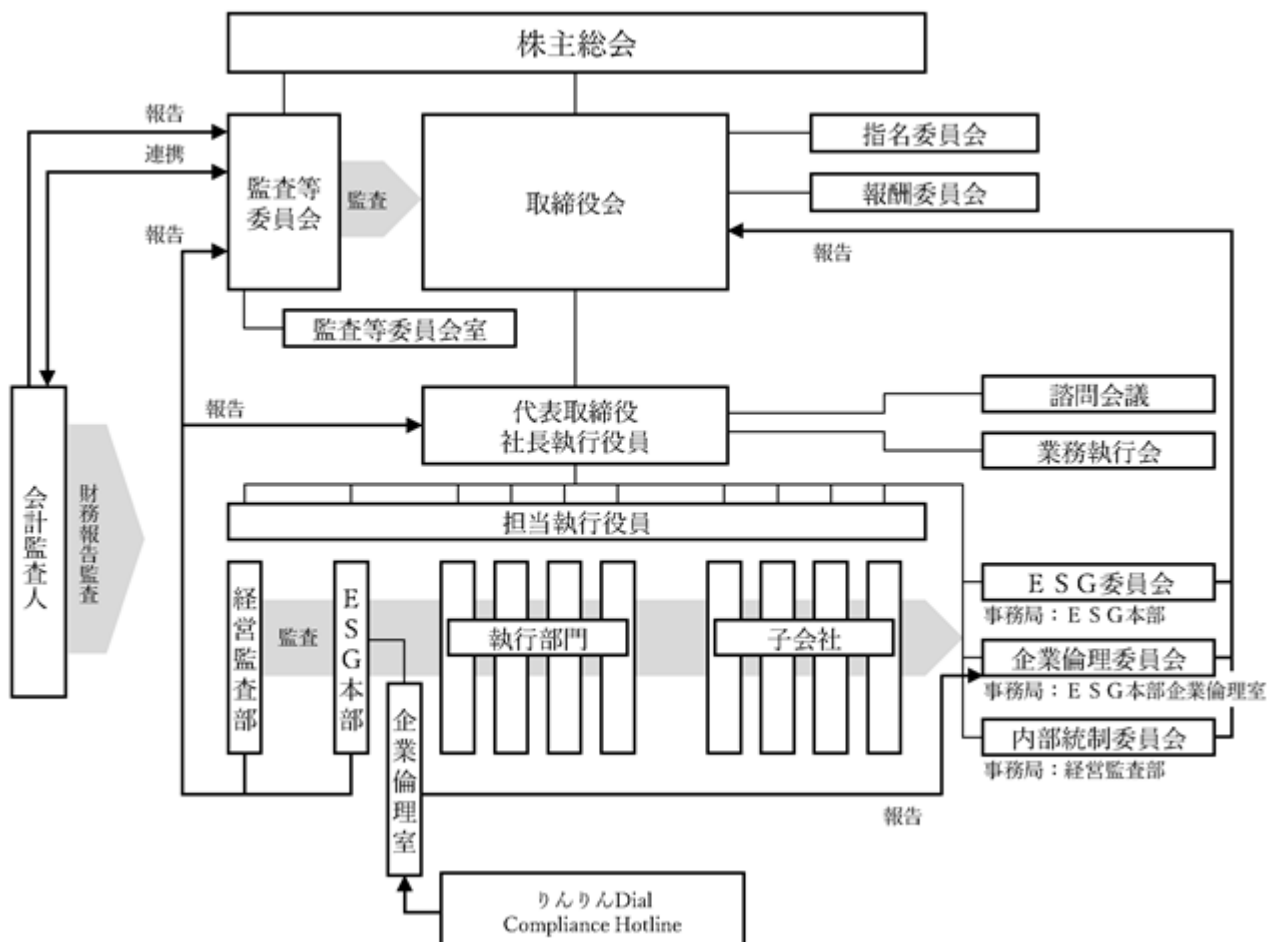 株主総会
報告
連携
報告
監査等
委員会
監査
取締役会
指名委員会
報酬委員会
報告
監査等委員会室
報告
代表取締役
社長執行役員
諮問会議
業務執行会
担当執行役員
会計監査人
財務報告監査
経営監査部
監査
ESG本部
企業倫理室
執行部門
子会社
ESG委員会
事務局：ESG本部
企業倫理委員会
事務局：ESG本部企業倫理室
内部統制委員会
事務局：経営監査部
報告
りんりんDial
Compliance Hotline